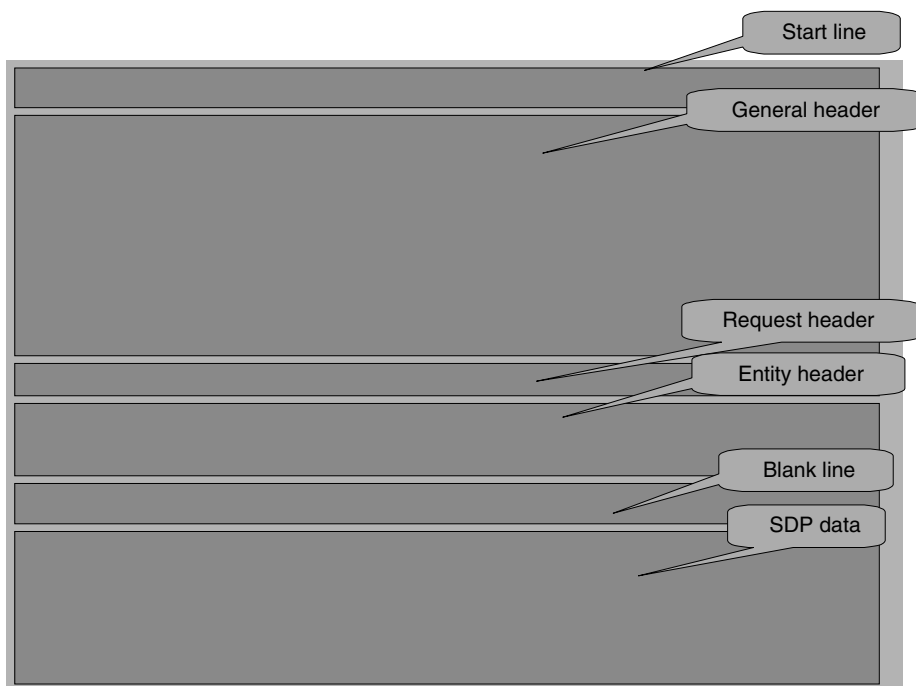 Start line
General header
Request header
Entity header
Blank line
SDP data